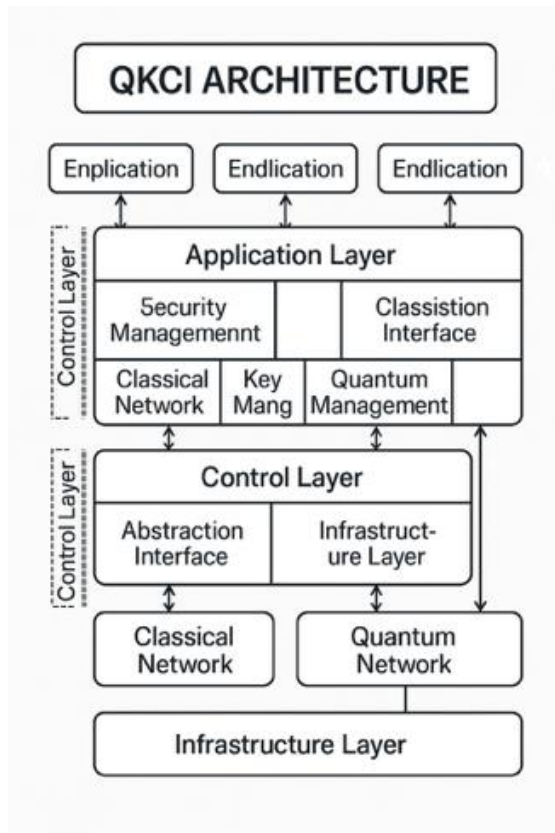 QKCI ARCHITECTURE
Enplication
Endlication
Endlication
Control Layer
Application Layer
5ecurity
Managemennt
Classistion
Interface
Classical
Network
Key
Mang
Quantum
Management
Control Layer
Control Layer
Abstraction
Interface
Infrastruct-
ure Layer
Classical
Network
Quantum
Network
Infrastructure Layer